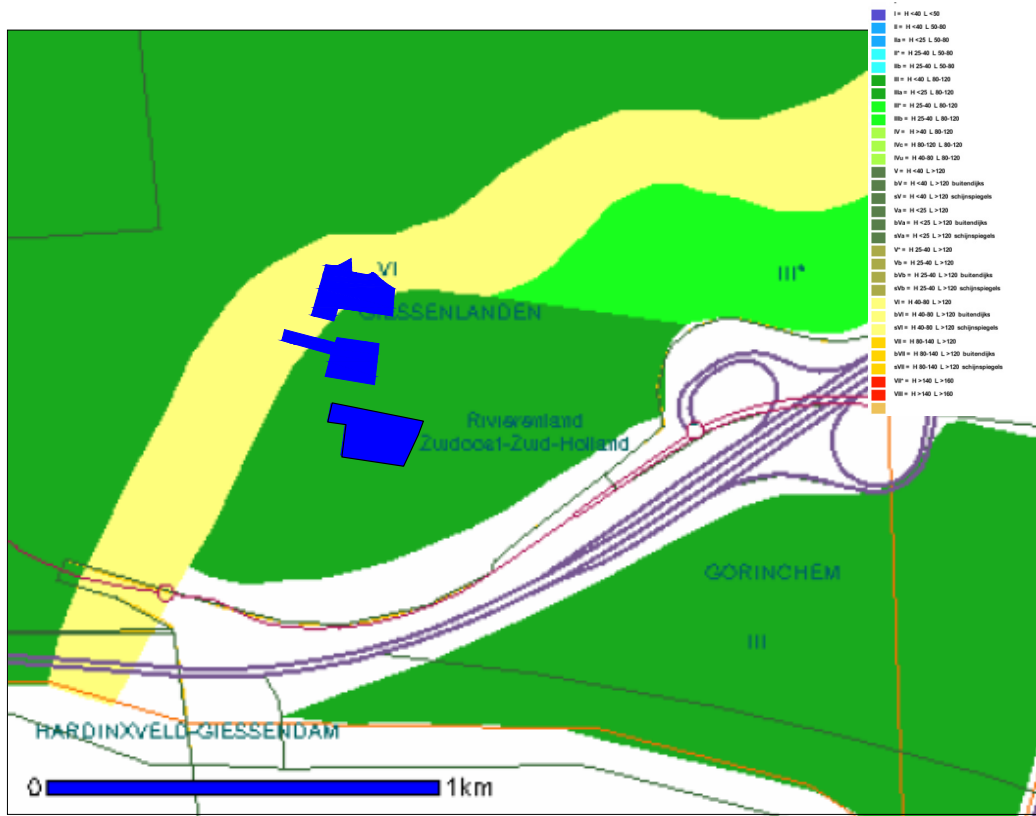 I = H <40 L <50
II = H <40 L 50-80
IIa = H <25 L 50-80
II* = H 25-40 L 50-80
IIb = H 25-40 L 50-80
III = H <40 L 80-120
IIIa = H <25 L 80-120
III* = H 25-40 L 80-120
IIIb = H 25-40 L 80-120
IV = H >40 L 80-120
IVc = H 80-120 L 80-120
IVu = H 40-80 L 80-120
V = H <40 L >120
bV = H <40 L >120 buitendijks
sV = H <40 L >120 schijnspiegels
Va = H <25 L >120
bVa = H <25 L >120 buitendijks
sVa = H <25 L >120 schijnspiegels
V* = H 25-40 L >120
Vb = H 25-40 L >120
bVb = H 25-40 L >120 buitendijks
sVb = H 25-40 L >120 schijnspiegels
VI = H 40-80 L >120
bVI = H 40-80 L >120 buitendijks
sVI = H 40-80 L >120 schijnspiegels
VII = H 80-140 L >120
bVII = H 80-140 L >120 buitendijks
sVII = H 80-140 L >120 schijnspiegels
VII* = H >140 L >160
VIII = H >140 L >160
VI
III*
GIESSENLANDEN
Rivierenland
Zuidoost-Zuid-Holland
GORINCHEM
III
HARDINXVELD-GIESSENDAM
0 1km